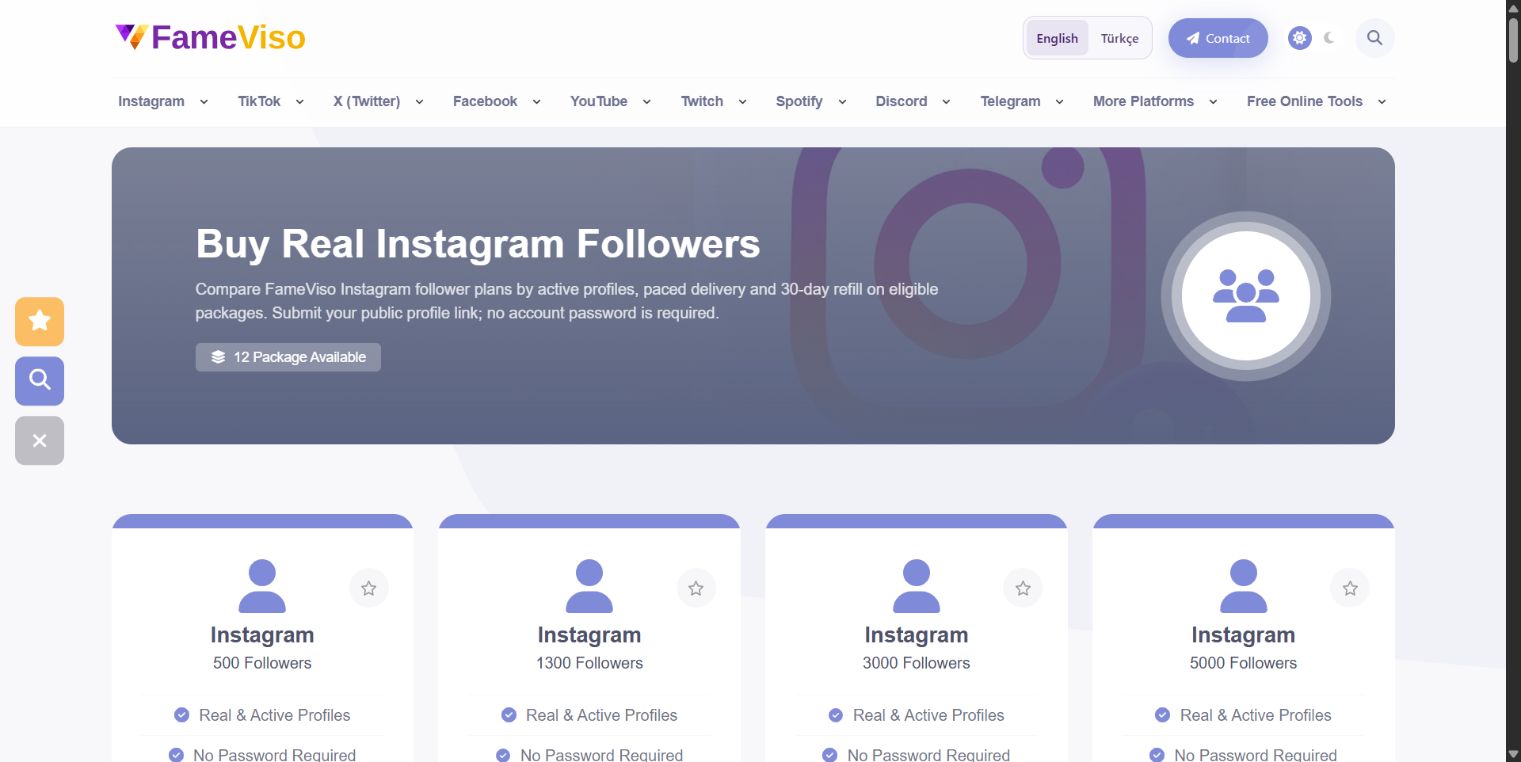 FameViso
English Türkçe Contact
Instagram TikTok X (Twitter) Facebook YouTube Twitch Spotify Discord Telegram More Platforms Free Online Tools
Buy Real Instagram Followers
Compare FameViso Instagram follower plans by active profiles, paced delivery and 30-day refill on eligible
packages. Submit your public profile link; no account password is required.
12 Package Available
Instagram
500 Followers
Real & Active Profiles
No Password Required
Instagram
1300 Followers
Real & Active Profiles
No Password Required
Instagram
3000 Followers
Real & Active Profiles
No Password Required
Instagram
5000 Followers
Real & Active Profiles
No Password Required